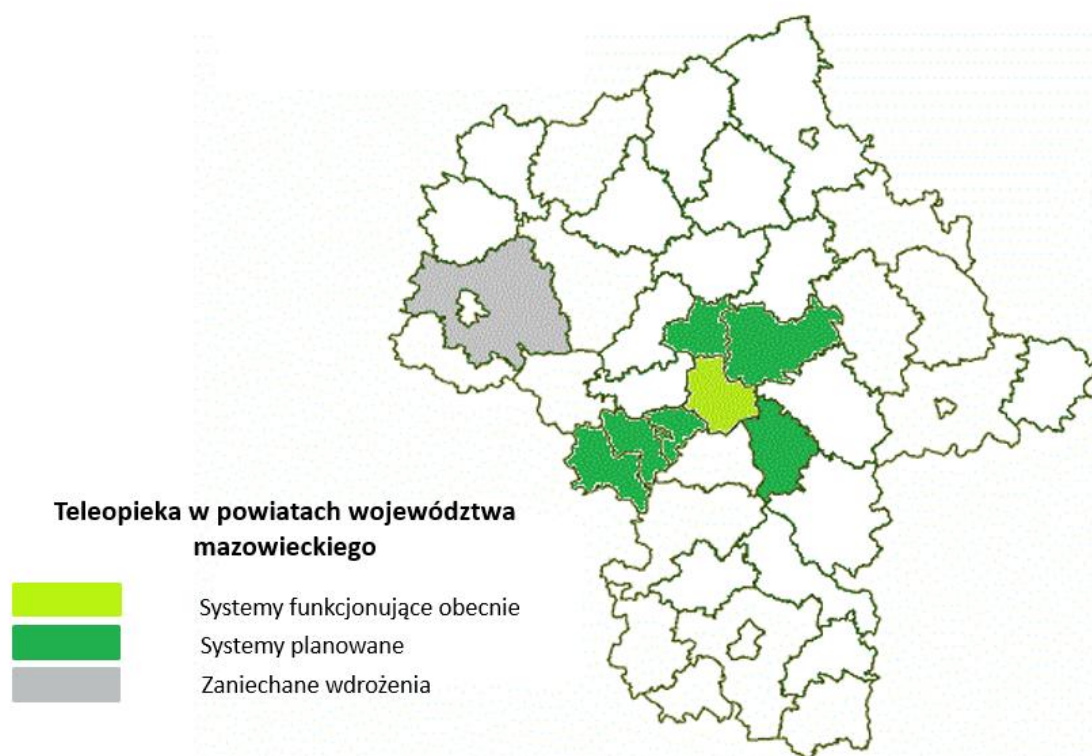 Teleopieka w powiatach województwa
mazowieckiego
Systemy funkcjonujące obecnie
Systemy planowane
Zaniechane wdrożenia